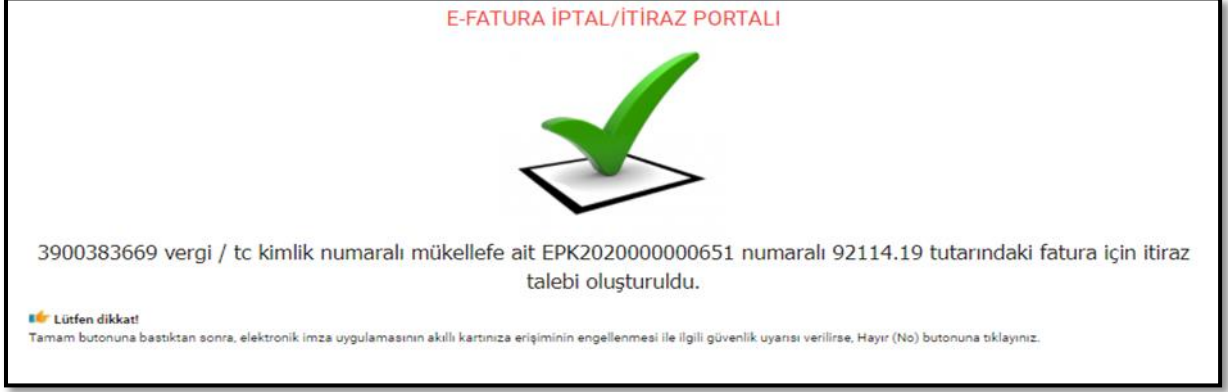 E-FATURA İPTAL/İTİRAZ PORTALI
3900383669 vergi / tc kimlik numaralı mükellefe ait EPK2020000000651 numaralı 92114.19 tutarındaki fatura için itiraz
talebi oluşturuldu.
Lütfen dikkat!
Tamam butonuna bastıktan sonra, elektronik imza uygulamasının akıllı kartınıza erişiminin engellenmesi ile ilgili güvenlik uyarısı verilirse, Hayır (No) butonuna tıklayınız.